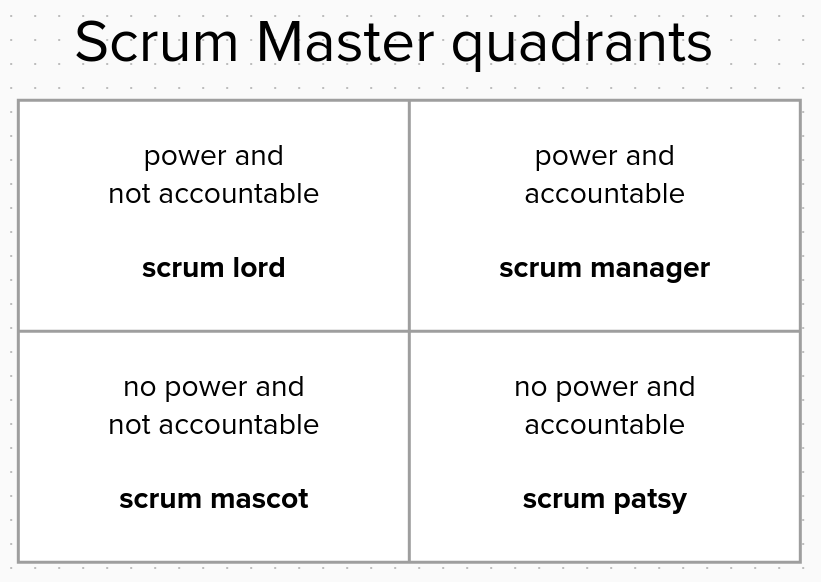 Scrum Master quadrants
power and
not accountable
scrum lord
power and
accountable
scrum manager
no power and
not accountable
scrum mascot
no power and
accountable
scrum patsy